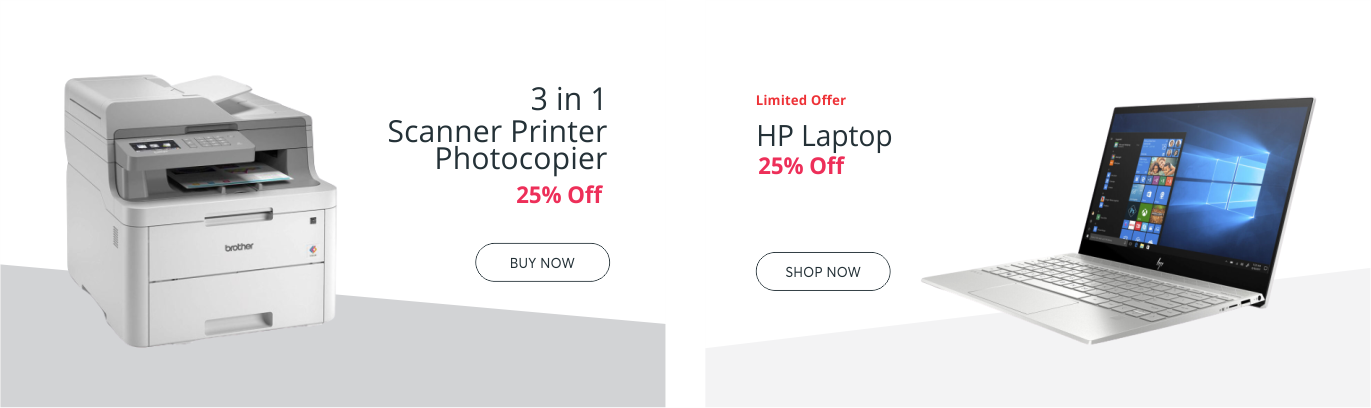 3 in 1
Scanner Printer
Photocopier
25% Off
BUY NOW
brother
Limited Offer
HP Laptop
25% Off
SHOP NOW
hp